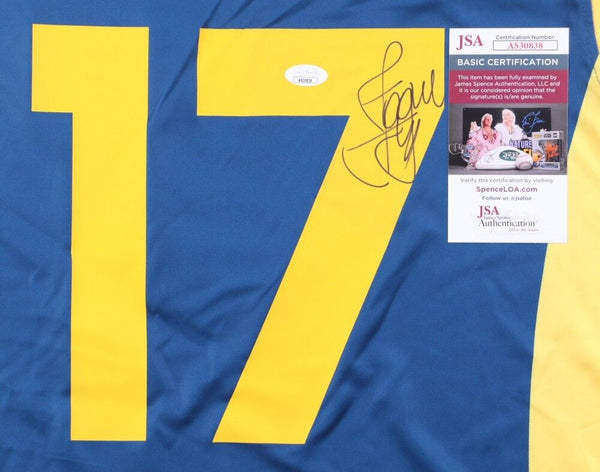 17
AS30838
JSA
Certification Number:
AS30838
BASIC CERTIFICATION
This item has been fully examined by
James Spence Authentication, LLC and
it is our considered opinion that the
signature(s) is/are genuine.
Verify this certification by visiting
SpenceLOA.com
Follow us @jsaloa
JSA
James Spence
Authentication